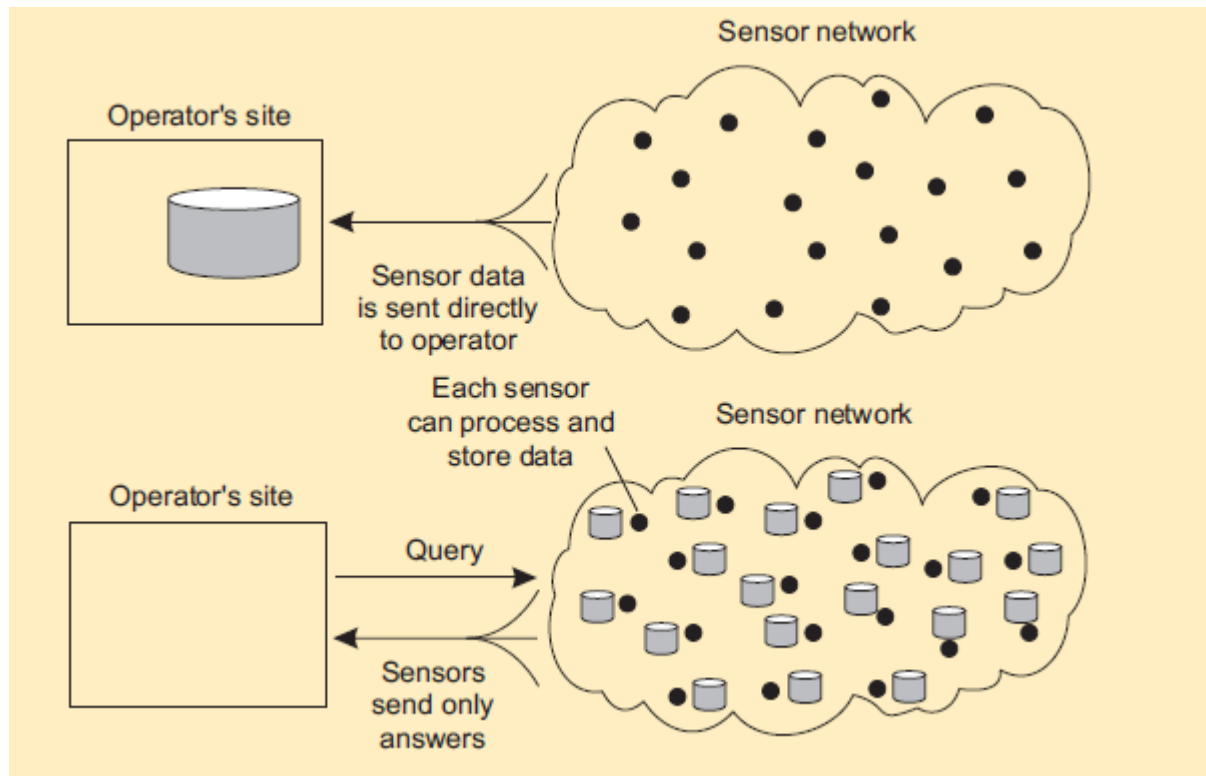 Sensor network
Operator's site
Sensor data
is sent directly
to operator
Each sensor
can process and
store data
Sensor network
Operator's site
Query
Sensors
send only
answers